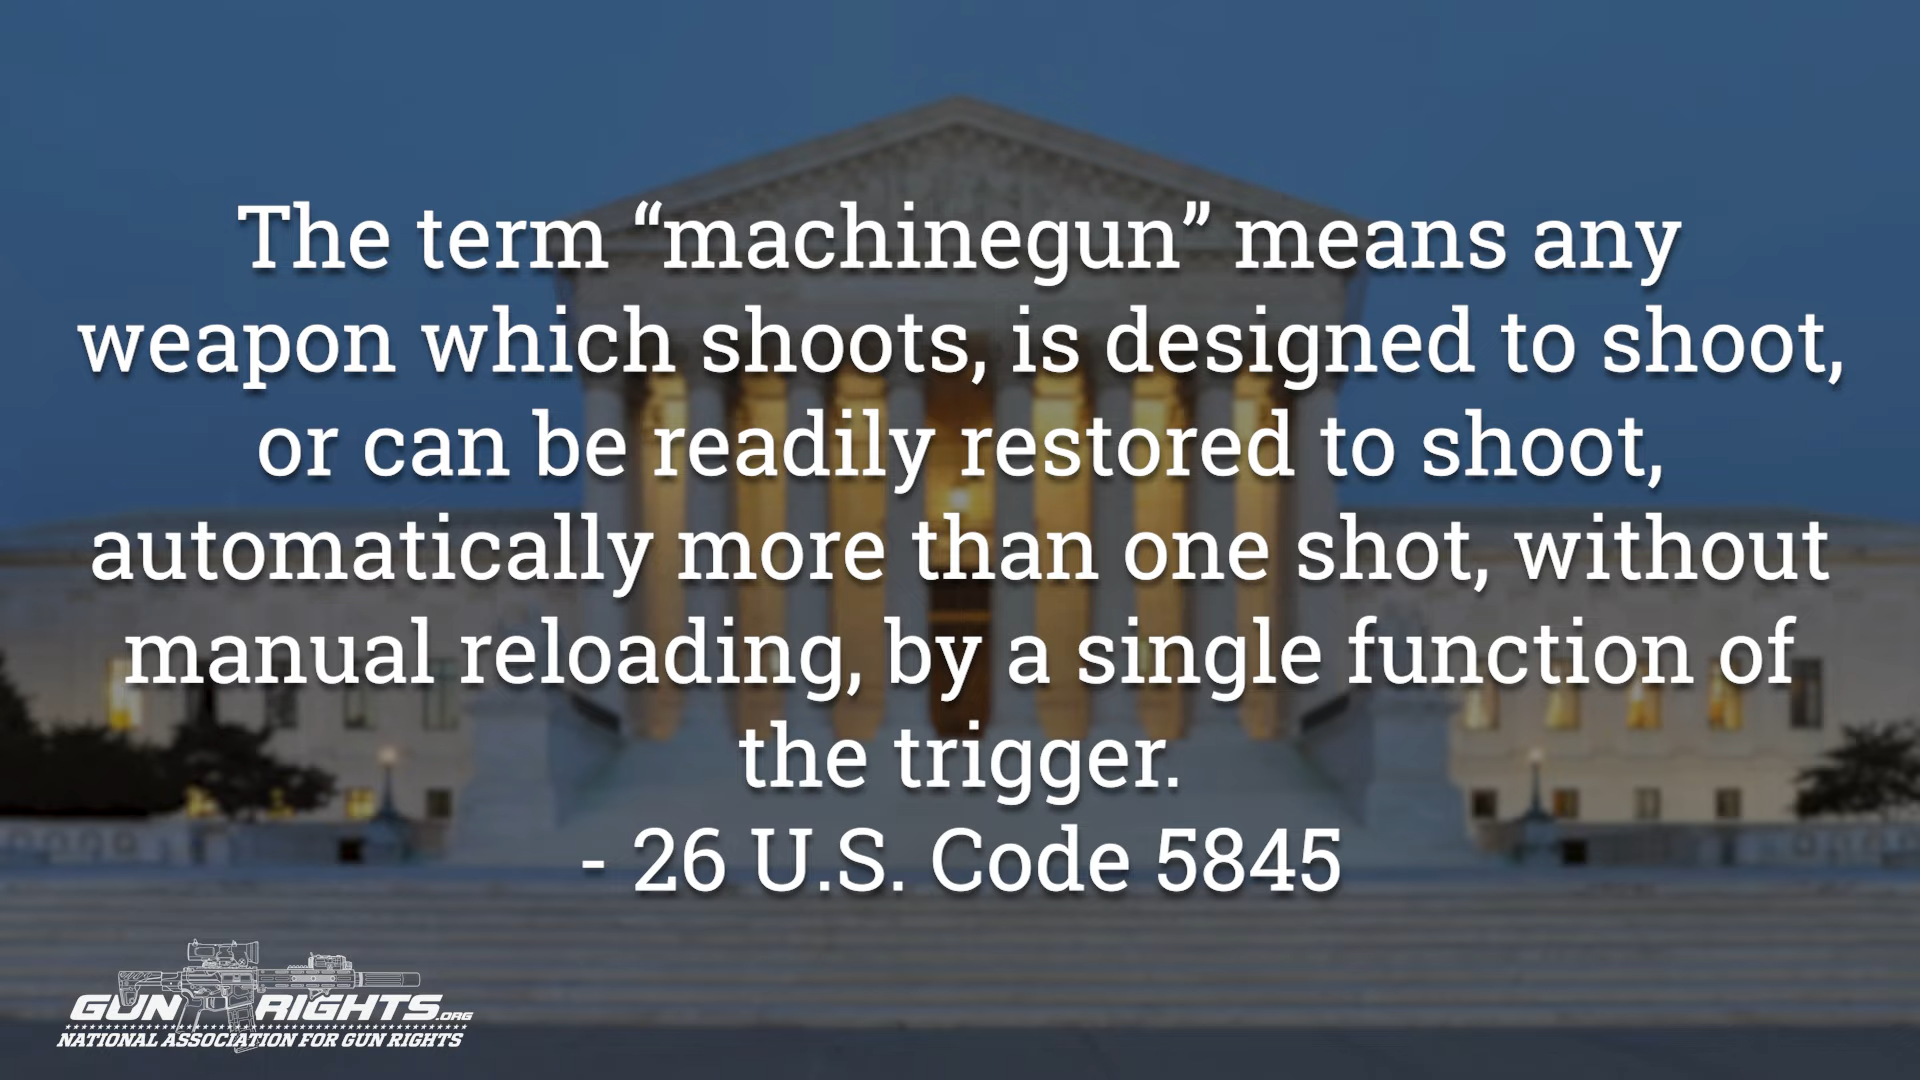 The term “machinegun” means any
weapon which shoots, is designed to shoot,
or can be readily restored to shoot,
automatically more than one shot, without
manual reloading, by a single function of
the trigger.
- 26 U.S. Code 5845
GUN RIGHTS.ORG
NATIONAL ASSOCIATION FOR GUN RIGHTS